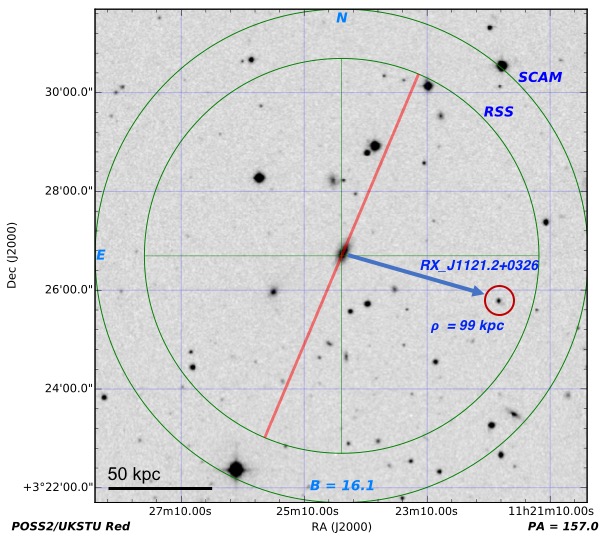 N
SCAM
30'00.0"
RSS
28'00.0"
Dec (J2000)
E
RX_J1121.2+0326
26'00.0"
ρ = 99 kpc
24'00.0"
50 kpc
B = 16.1
+3°22'00.0"
27m10.00s 25m10.00s 23m10.00s 11h21m10.00s
POSS2/UKSTU Red RA (J2000) PA = 157.0